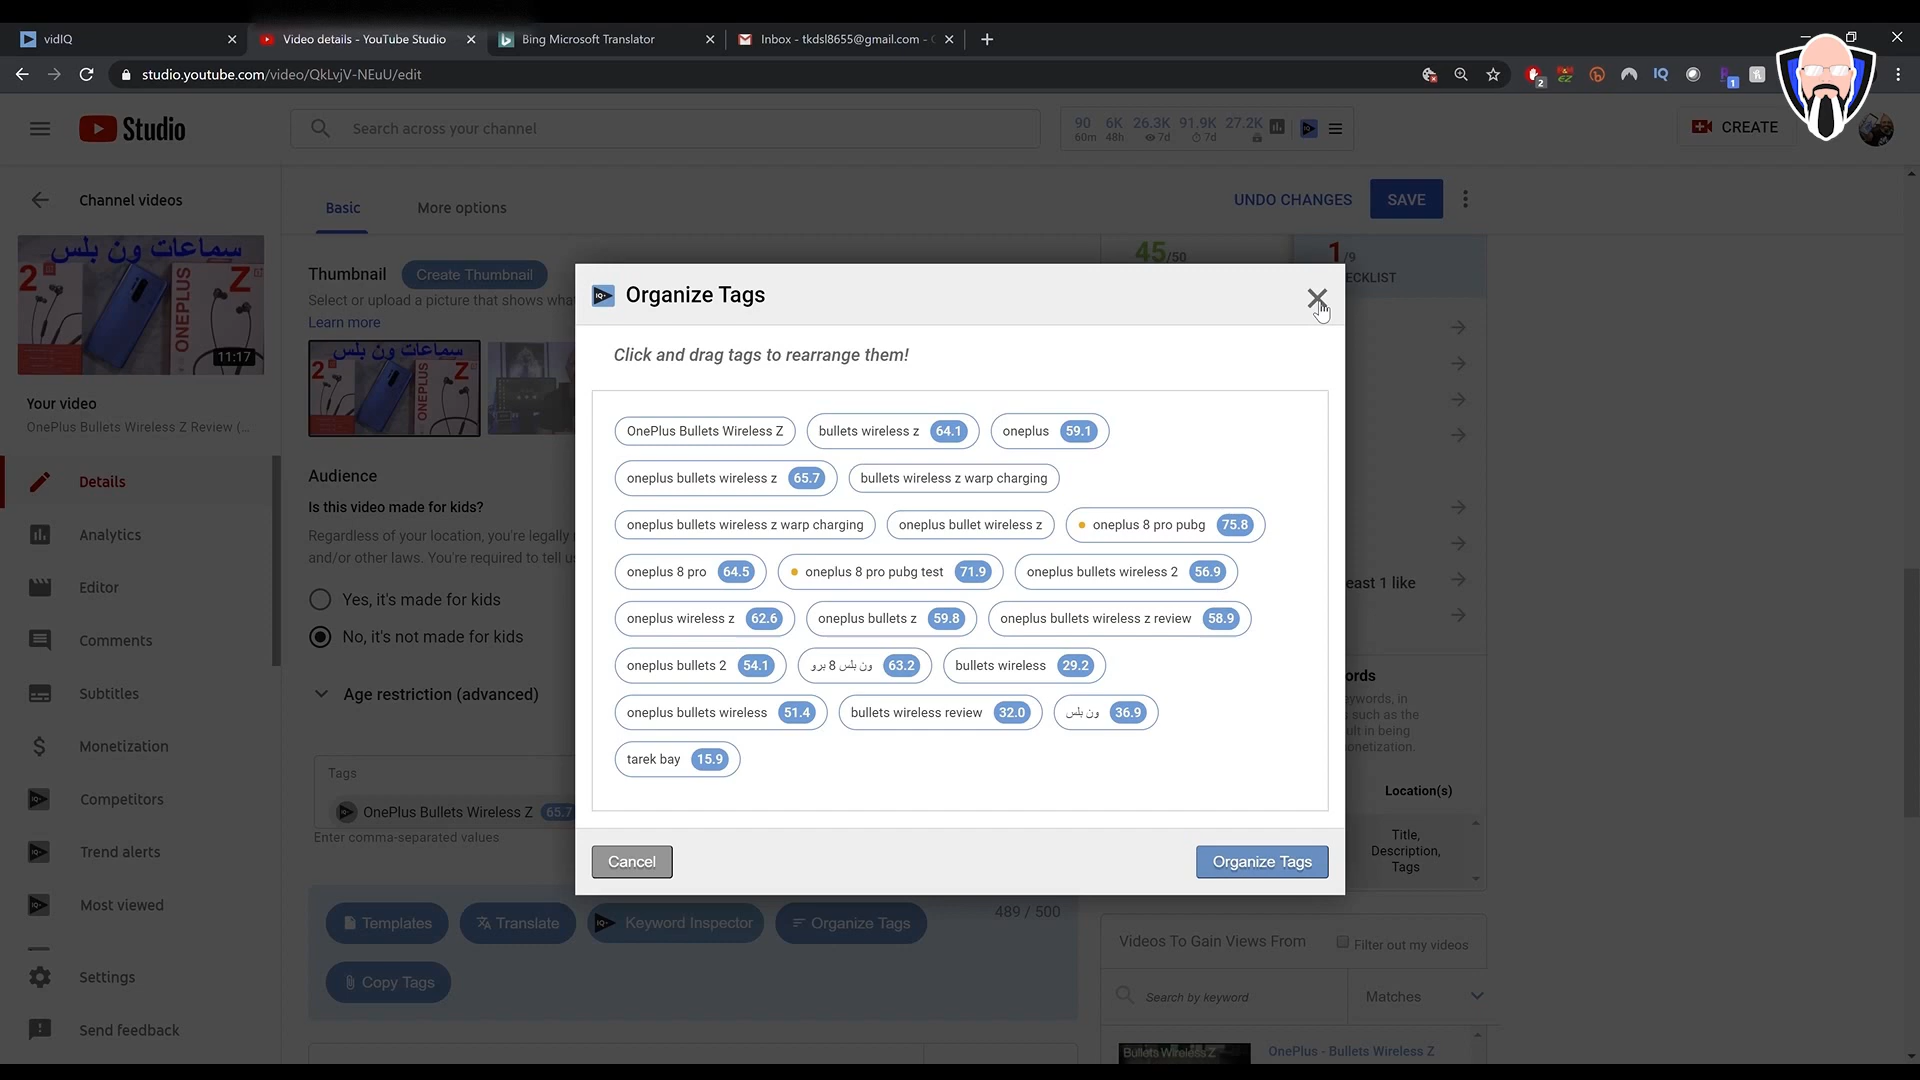 vidIQ
Video details - YouTube Studio
Bing Microsoft Translator
Inbox - tkdsl8655@gmail.com -
studio.youtube.com/video/QkLvjV-NEuU/edit
Studio
Search across your channel
90 6K 26.3K 91.9K 27.2K
60m 48h 7d 7d
CREATE
Channel videos
Basic
More options
UNDO CHANGES
SAVE
سماعات ون بلس
2
ONEPLUS
Z
11:17
Your video
OnePlus Bullets Wireless Z Review (...
Details
Analytics
Editor
Comments
Subtitles
Monetization
Competitors
Trend alerts
Most viewed
Settings
Send feedback
Thumbnail
Create Thumbnail
Select or upload a picture that shows wha
Learn more
سماعات ون بلس
2
ONEPLUS
Z
Audience
Is this video made for kids?
Regardless of your location, you're legally
and/or other laws. You're required to tell us
Yes, it's made for kids
No, it's not made for kids
Age restriction (advanced)
Tags
OnePlus Bullets Wireless Z 65.7
Enter comma-separated values
Templates
Translate
Keyword Inspector
Organize Tags
489 / 500
Copy Tags
Organize Tags
Click and drag tags to rearrange them!
OnePlus Bullets Wireless Z
bullets wireless z 64.1
oneplus 59.1
oneplus bullets wireless z 65.7
bullets wireless z warp charging
oneplus bullets wireless z warp charging
oneplus bullet wireless z
oneplus 8 pro pubg 75.8
oneplus 8 pro 64.5
oneplus 8 pro pubg test 71.9
oneplus bullets wireless 2 56.9
oneplus wireless z 62.6
oneplus bullets z 59.8
oneplus bullets wireless z review 58.9
oneplus bullets 2 54.1
ون بلس 8 برو 63.2
bullets wireless 29.2
oneplus bullets wireless 51.4
bullets wireless review 32.0
ون بلس 36.9
tarek bay 15.9
Cancel
Organize Tags
45/50
1/9
ECKLIST
east 1 like
ords
eywords, in
such as the
ult in being
onetization.
Location(s)
Title,
Description,
Tags
Videos To Gain Views From
Filter out my videos
Search by keyword
Matches
Bullets Wireless Z
OnePlus - Bullets Wireless Z